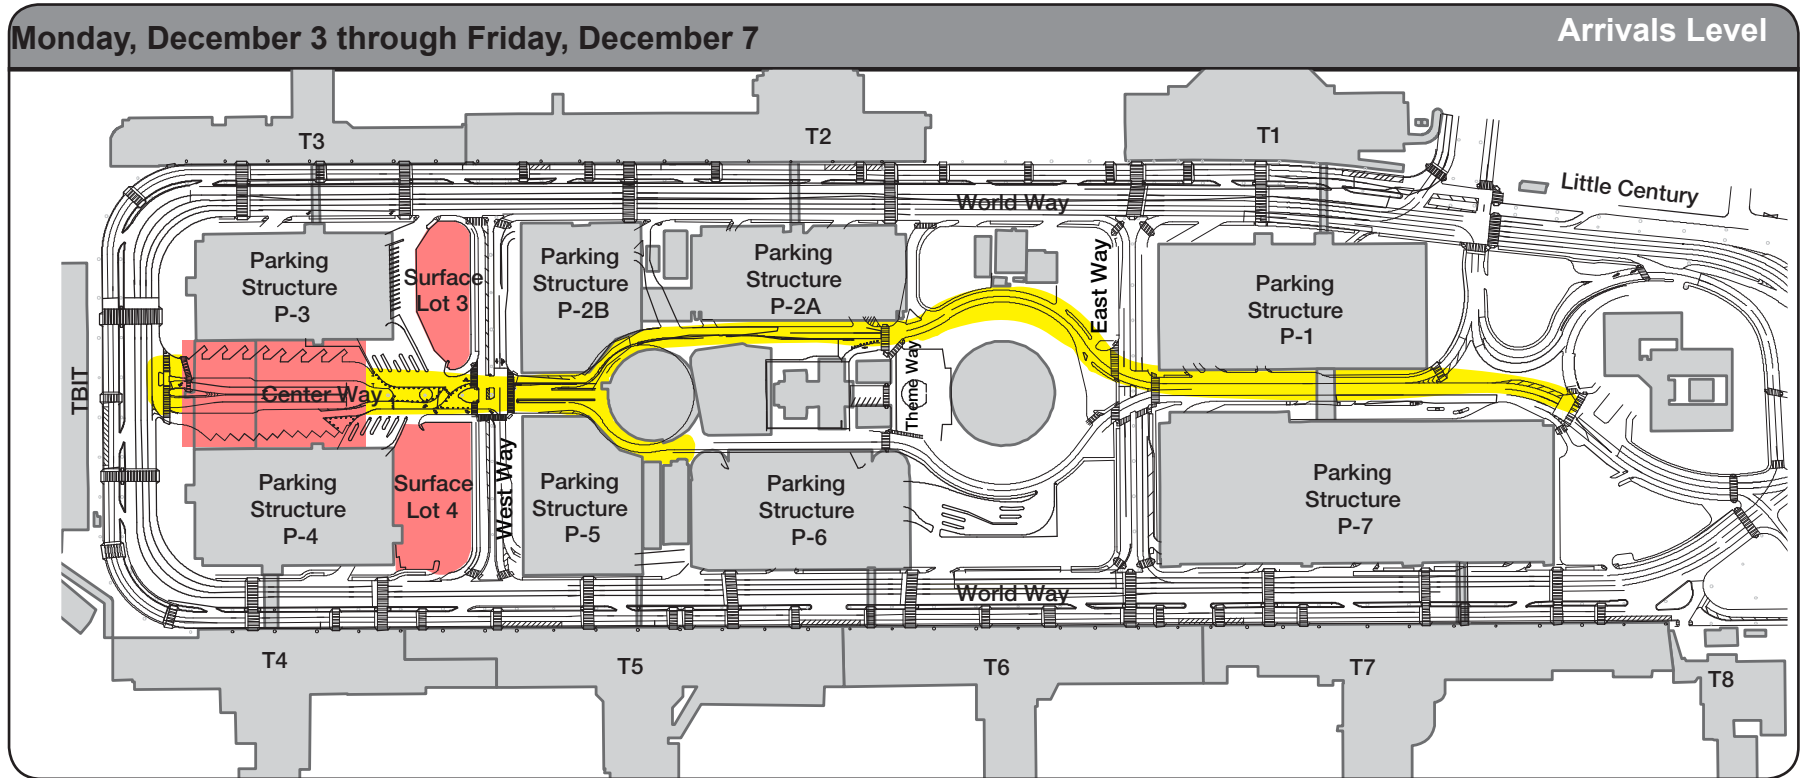 Monday, December 3 through Friday, December 7
Arrivals Level
T3
T2
T1
Little Century
World Way
Parking
Structure
P-3
Surface
Lot 3
Parking
Structure
P-2B
Parking
Structure
P-2A
East Way
Parking
Structure
P-1
TBIT
Center Way
Theme Way
Parking
Structure
P-4
Surface
Lot 4
West Way
Parking
Structure
P-5
Parking
Structure
P-6
Parking
Structure
P-7
World Way
T4
T5
T6
T7
T8